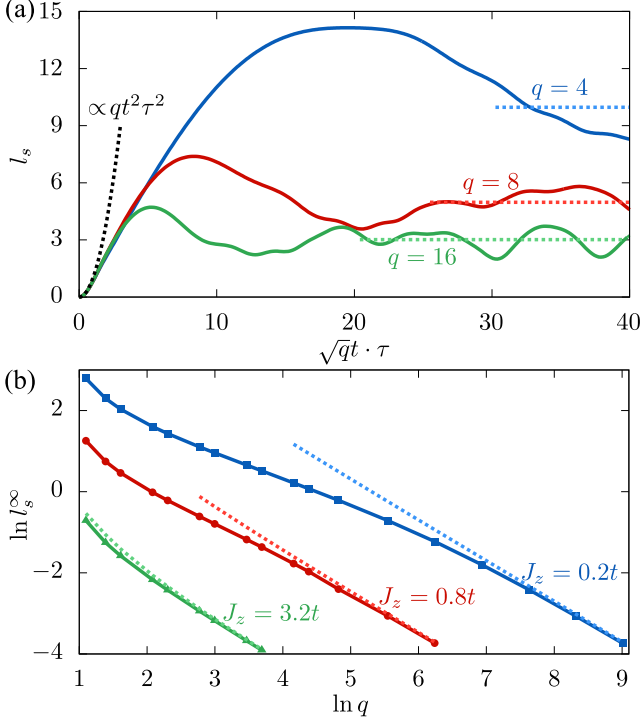 (a)
15
12
9
6
3
0
l_s
∝qt²τ²
q = 4
q = 8
q = 16
0 10 20 30 40
√qt · τ
(b)
2
0
−2
−4
ln l_s^∞
J_z = 0.2t
J_z = 0.8t
J_z = 3.2t
1 2 3 4 5 6 7 8 9
ln q